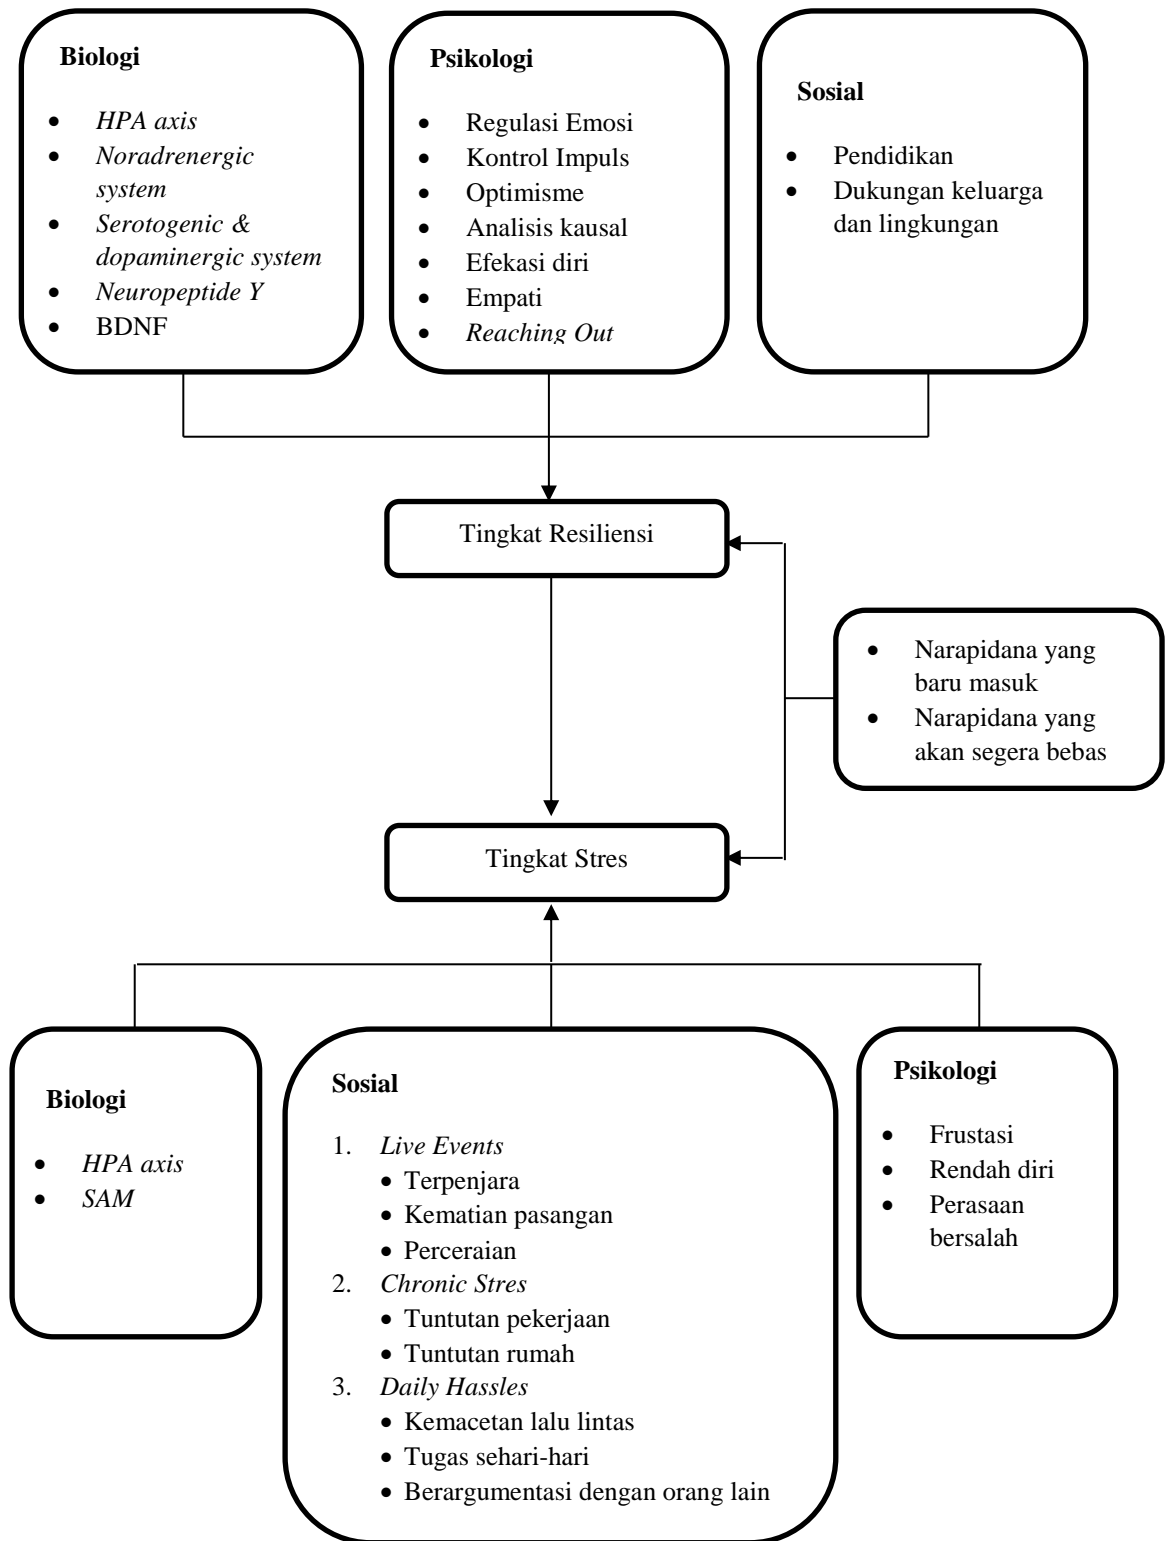 Biologi
• HPA axis
• Noradrenergic
system
• Serotogenic &
dopaminergic system
• Neuropeptide Y
• BDNF
Psikologi
• Regulasi Emosi
• Kontrol Impuls
• Optimisme
• Analisis kausal
• Efekasi diri
• Empati
• Reaching Out
Sosial
• Pendidikan
• Dukungan keluarga
dan lingkungan
Tingkat Resiliensi
• Narapidana yang
baru masuk
• Narapidana yang
akan segera bebas
Tingkat Stres
Biologi
• HPA axis
• SAM
Sosial
1. Live Events
• Terpenjara
• Kematian pasangan
• Perceraian
2. Chronic Stres
• Tuntutan pekerjaan
• Tuntutan rumah
3. Daily Hassles
• Kemacetan lalu lintas
• Tugas sehari-hari
• Berargumentasi dengan orang lain
Psikologi
• Frustasi
• Rendah diri
• Perasaan
bersalah